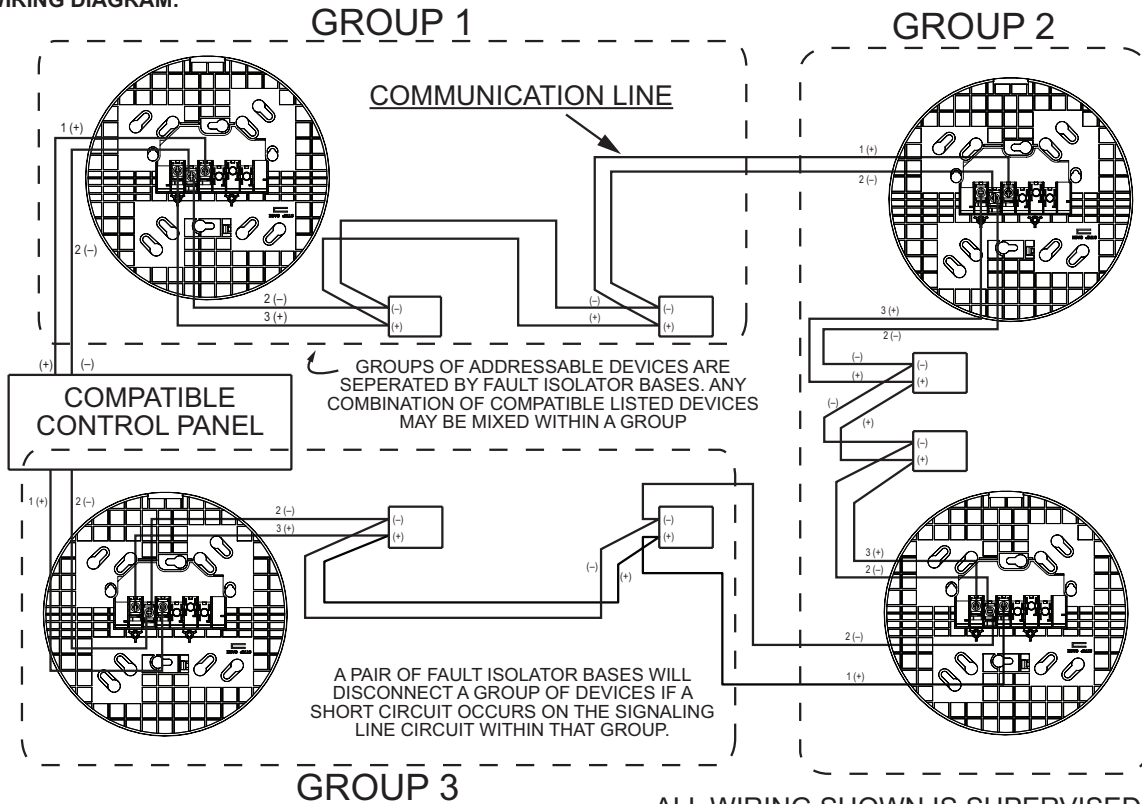 WIRING DIAGRAM:
GROUP 1
GROUP 2
COMMUNICATION LINE
1 (+)
2 (–)
2 (–)
3 (+)
(–)
(+)
(–)
(+)
(–)
(+)
1 (+)
2 (–)
3 (+)
2 (–)
(–)
(+)
(–)
(+)
(–)
(+)
(–)
(+)
3 (+)
2 (–)
GROUPS OF ADDRESSABLE DEVICES ARE
SEPERATED BY FAULT ISOLATOR BASES. ANY
COMBINATION OF COMPATIBLE LISTED DEVICES
MAY BE MIXED WITHIN A GROUP
(+)
(–)
COMPATIBLE
CONTROL PANEL
1 (+)
2 (–)
2 (–)
3 (+)
(–)
(+)
(–)
(+)
(–)
(+)
2 (–)
1 (+)
A PAIR OF FAULT ISOLATOR BASES WILL
DISCONNECT A GROUP OF DEVICES IF A
SHORT CIRCUIT OCCURS ON THE SIGNALING
LINE CIRCUIT WITHIN THAT GROUP.
GROUP 3
ALL WIRING SHOWN IS SUPERVISED